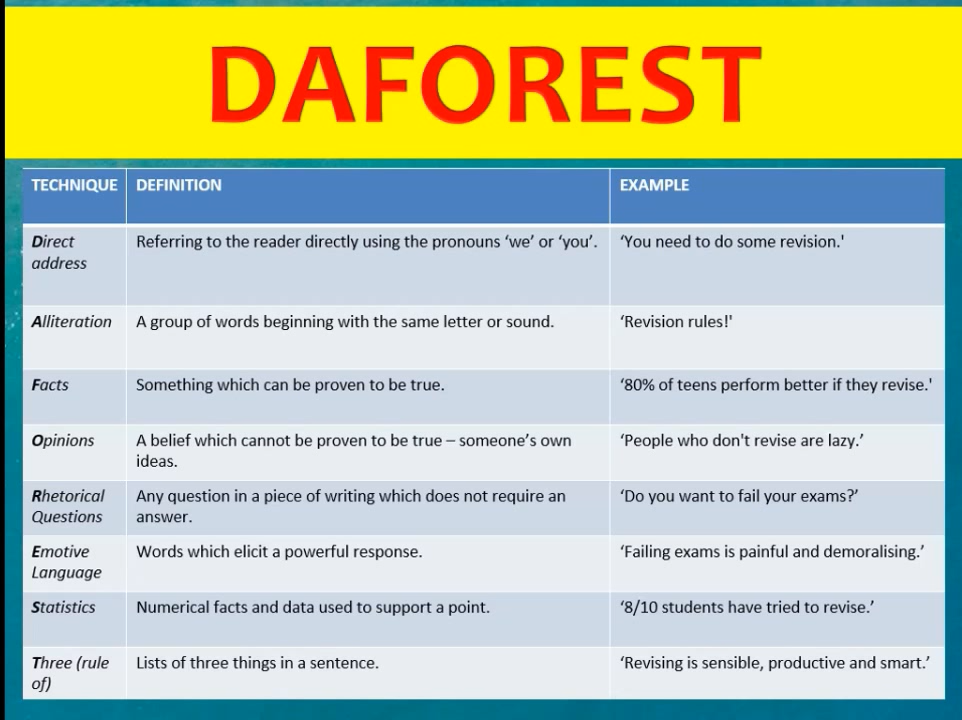 DAFOREST
TECHNIQUE DEFINITION EXAMPLE
Direct address Referring to the reader directly using the pronouns ‘we’ or ‘you’. ‘You need to do some revision.'
Alliteration A group of words beginning with the same letter or sound. ‘Revision rules!'
Facts Something which can be proven to be true. ‘80% of teens perform better if they revise.'
Opinions A belief which cannot be proven to be true – someone’s own
ideas. ‘People who don't revise are lazy.’
Rhetorical
Questions Any question in a piece of writing which does not require an
answer. ‘Do you want to fail your exams?’
Emotive
Language Words which elicit a powerful response. ‘Failing exams is painful and demoralising.’
Statistics Numerical facts and data used to support a point. ‘8/10 students have tried to revise.’
Three (rule
of) Lists of three things in a sentence. ‘Revising is sensible, productive and smart.’